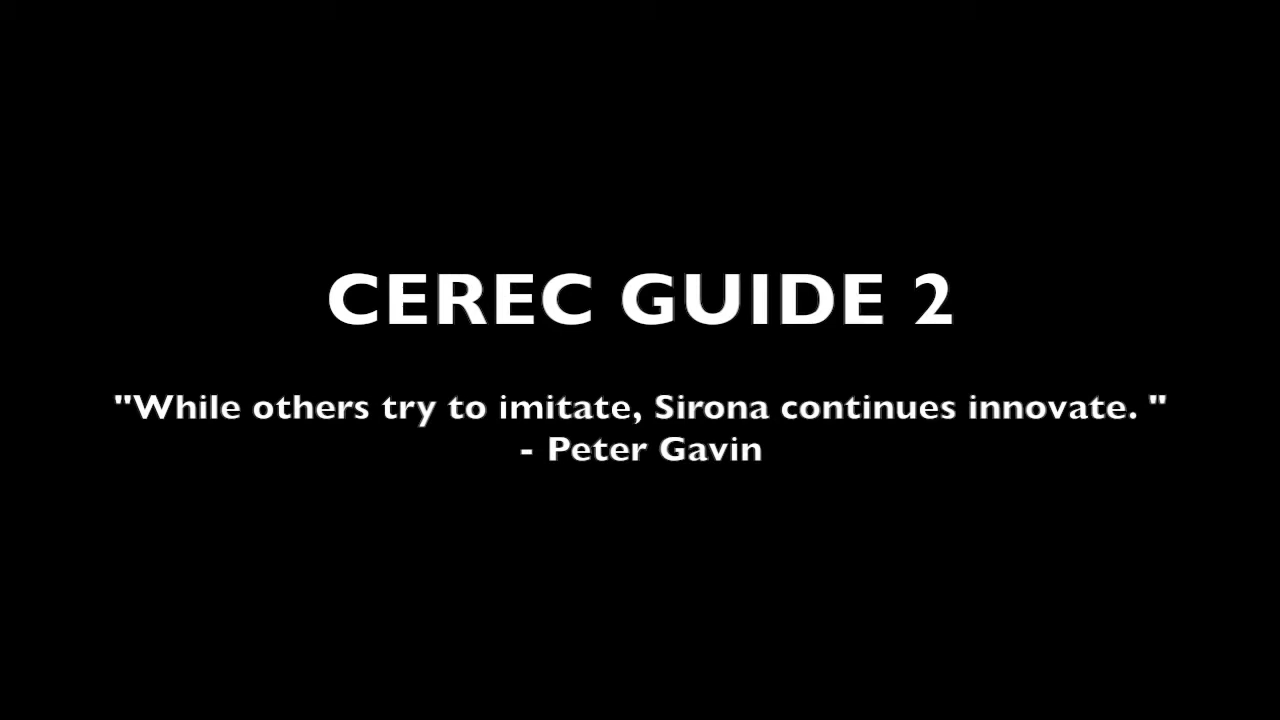 CEREC GUIDE 2
"While others try to imitate, Sirona continues innovate. "
- Peter Gavin